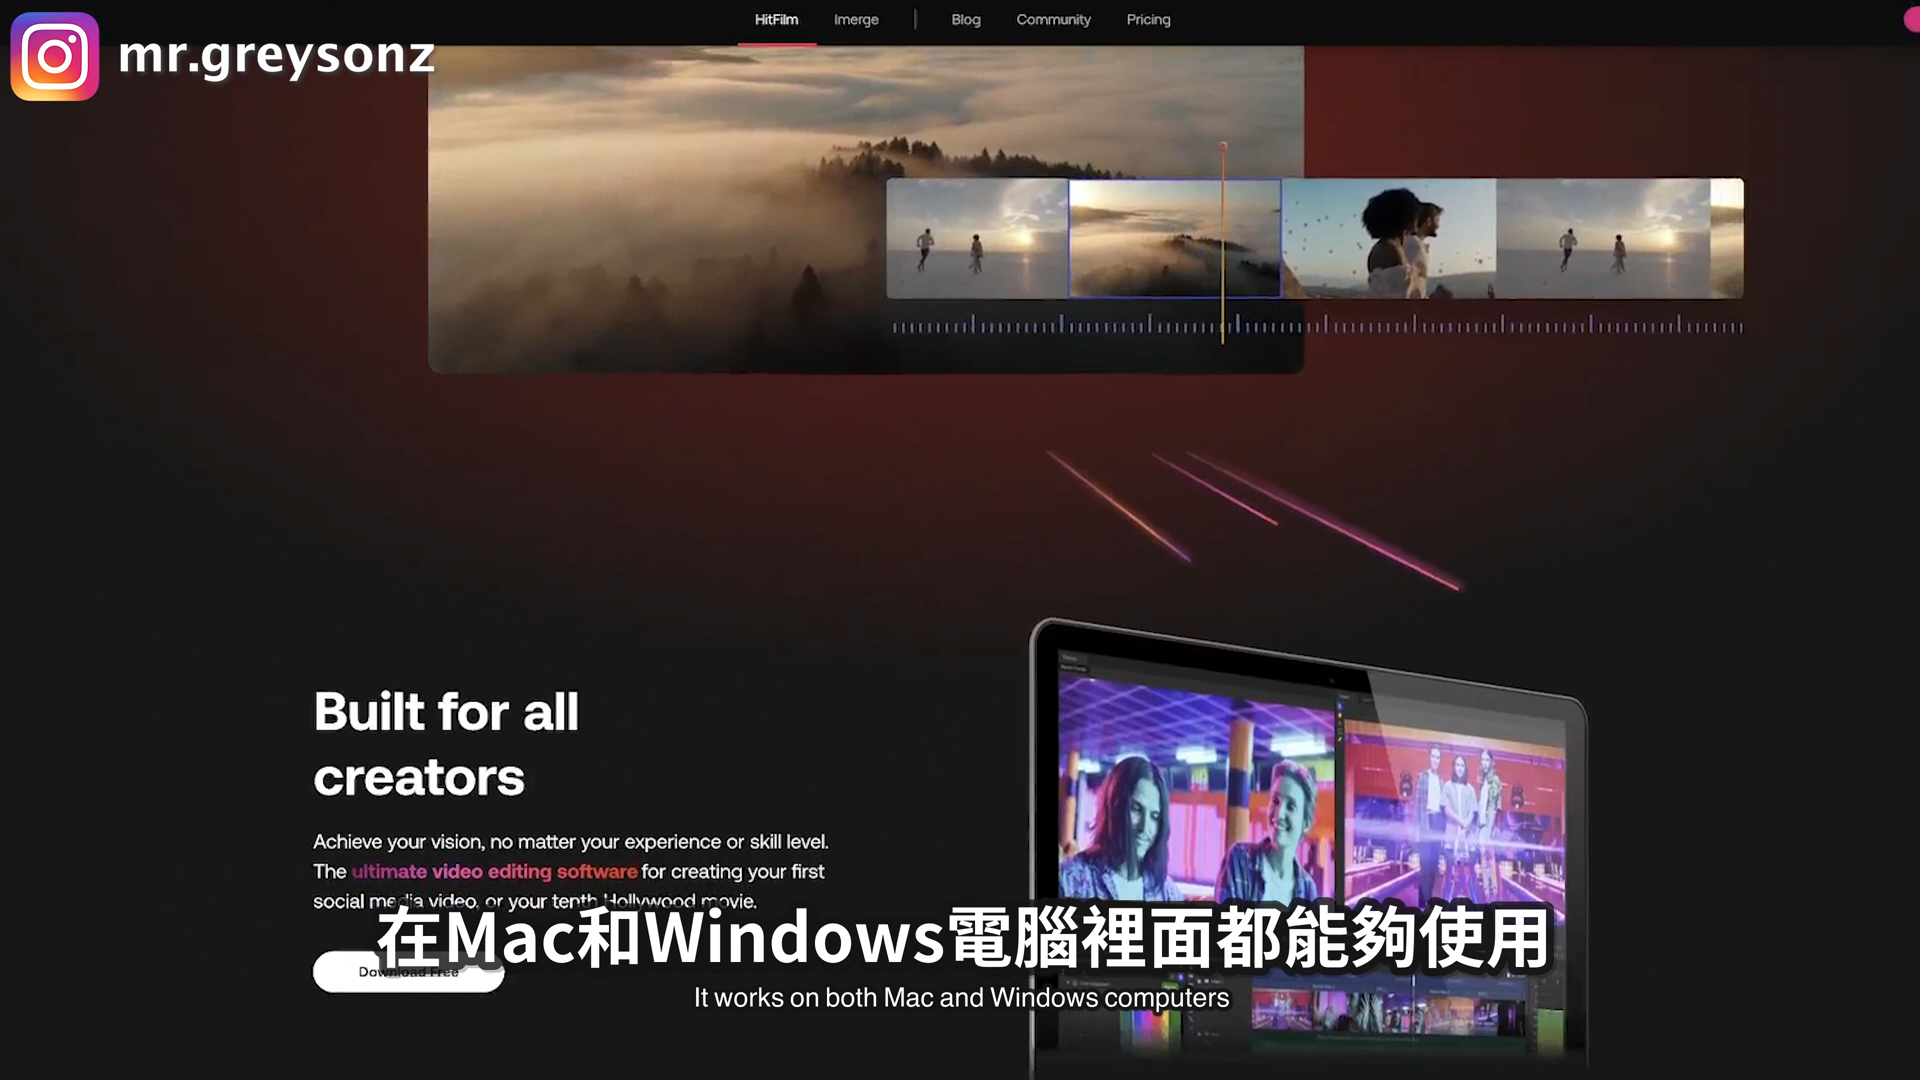 HitFilm
Imerge
Blog
Community
Pricing
mr.greysonz
Built for all
creators
Achieve your vision, no matter your experience or skill level.
The ultimate video editing software for creating your first
social media video, or your tenth Hollywood movie.
Download Free
在Mac和Windows電腦裡面都能夠使用
It works on both Mac and Windows computers